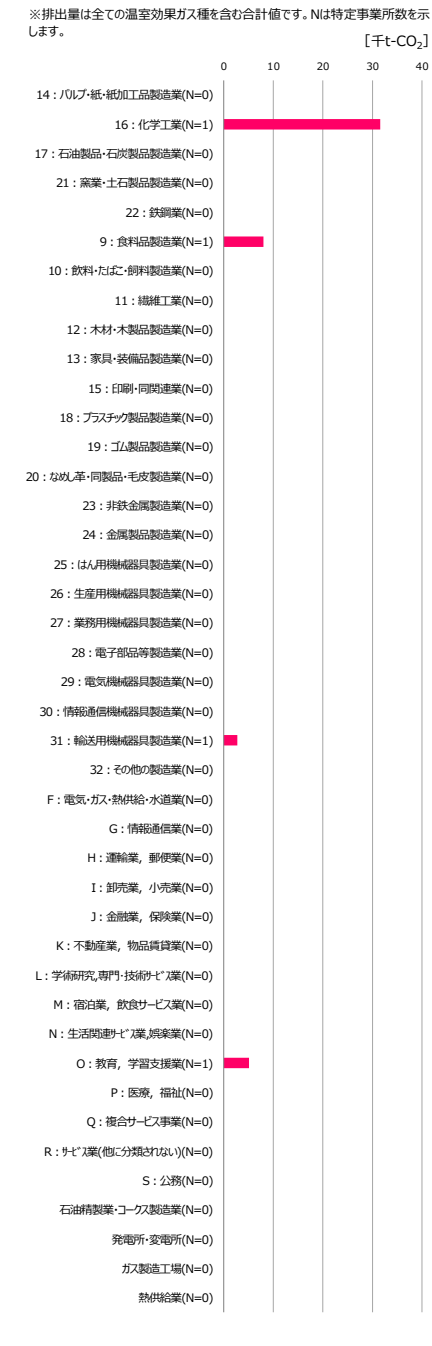 ※排出量は全ての温室効果ガス種を含む合計値です。Nは特定事業所数を示
します。
[千t-CO₂]
0 10 20 30 40
14：パルプ・紙・紙加工品製造業(N=0)
16：化学工業(N=1)
17：石油製品・石炭製品製造業(N=0)
21：窯業・土石製品製造業(N=0)
22：鉄鋼業(N=0)
9：食料品製造業(N=1)
10：飲料・たばこ・飼料製造業(N=0)
11：繊維工業(N=0)
12：木材・木製品製造業(N=0)
13：家具・装備品製造業(N=0)
15：印刷・同関連業(N=0)
18：プラスチック製品製造業(N=0)
19：ゴム製品製造業(N=0)
20：なめし革・同製品・毛皮製造業(N=0)
23：非鉄金属製造業(N=0)
24：金属製品製造業(N=0)
25：はん用機械器具製造業(N=0)
26：生産用機械器具製造業(N=0)
27：業務用機械器具製造業(N=0)
28：電子部品等製造業(N=0)
29：電気機械器具製造業(N=0)
30：情報通信機械器具製造業(N=0)
31：輸送用機械器具製造業(N=1)
32：その他の製造業(N=0)
F：電気・ガス・熱供給・水道業(N=0)
G：情報通信業(N=0)
H：運輸業，郵便業(N=0)
I：卸売業，小売業(N=0)
J：金融業，保険業(N=0)
K：不動産業，物品賃貸業(N=0)
L：学術研究,専門・技術ｻｰﾋﾞｽ業(N=0)
M：宿泊業，飲食サービス業(N=0)
N：生活関連ｻｰﾋﾞｽ業,娯楽業(N=0)
O：教育，学習支援業(N=1)
P：医療，福祉(N=0)
Q：複合サービス事業(N=0)
R：ｻｰﾋﾞｽ業(他に分類されない)(N=0)
S：公務(N=0)
石油精製業・コークス製造業(N=0)
発電所・変電所(N=0)
ガス製造工場(N=0)
熱供給業(N=0)